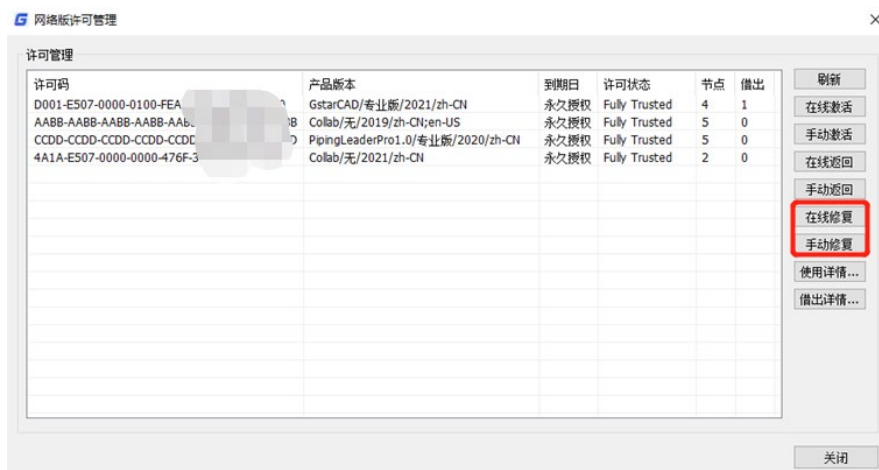 网络版许可管理
许可管理
许可码 产品版本 到期日 许可状态 节点 借出
D001-E507-0000-0100-FEA GstarCAD/专业版/2021/zh-CN 永久授权 Fully Trusted 4 1
AABB-AABB-AABB-AABB-AAB Collab/无/2019/zh-CN;en-US 永久授权 Fully Trusted 5 0
CCDD-CCDD-CCDD-CCDD-CCDD PipingLeaderPro1.0/专业版/2020/zh-CN 永久授权 Fully Trusted 5 0
4A1A-E507-0000-0000-476F-3 Collab/无/2021/zh-CN 永久授权 Fully Trusted 2 0
刷新
在线激活
手动激活
在线返回
手动返回
在线修复
手动修复
使用详情...
借出详情...
关闭